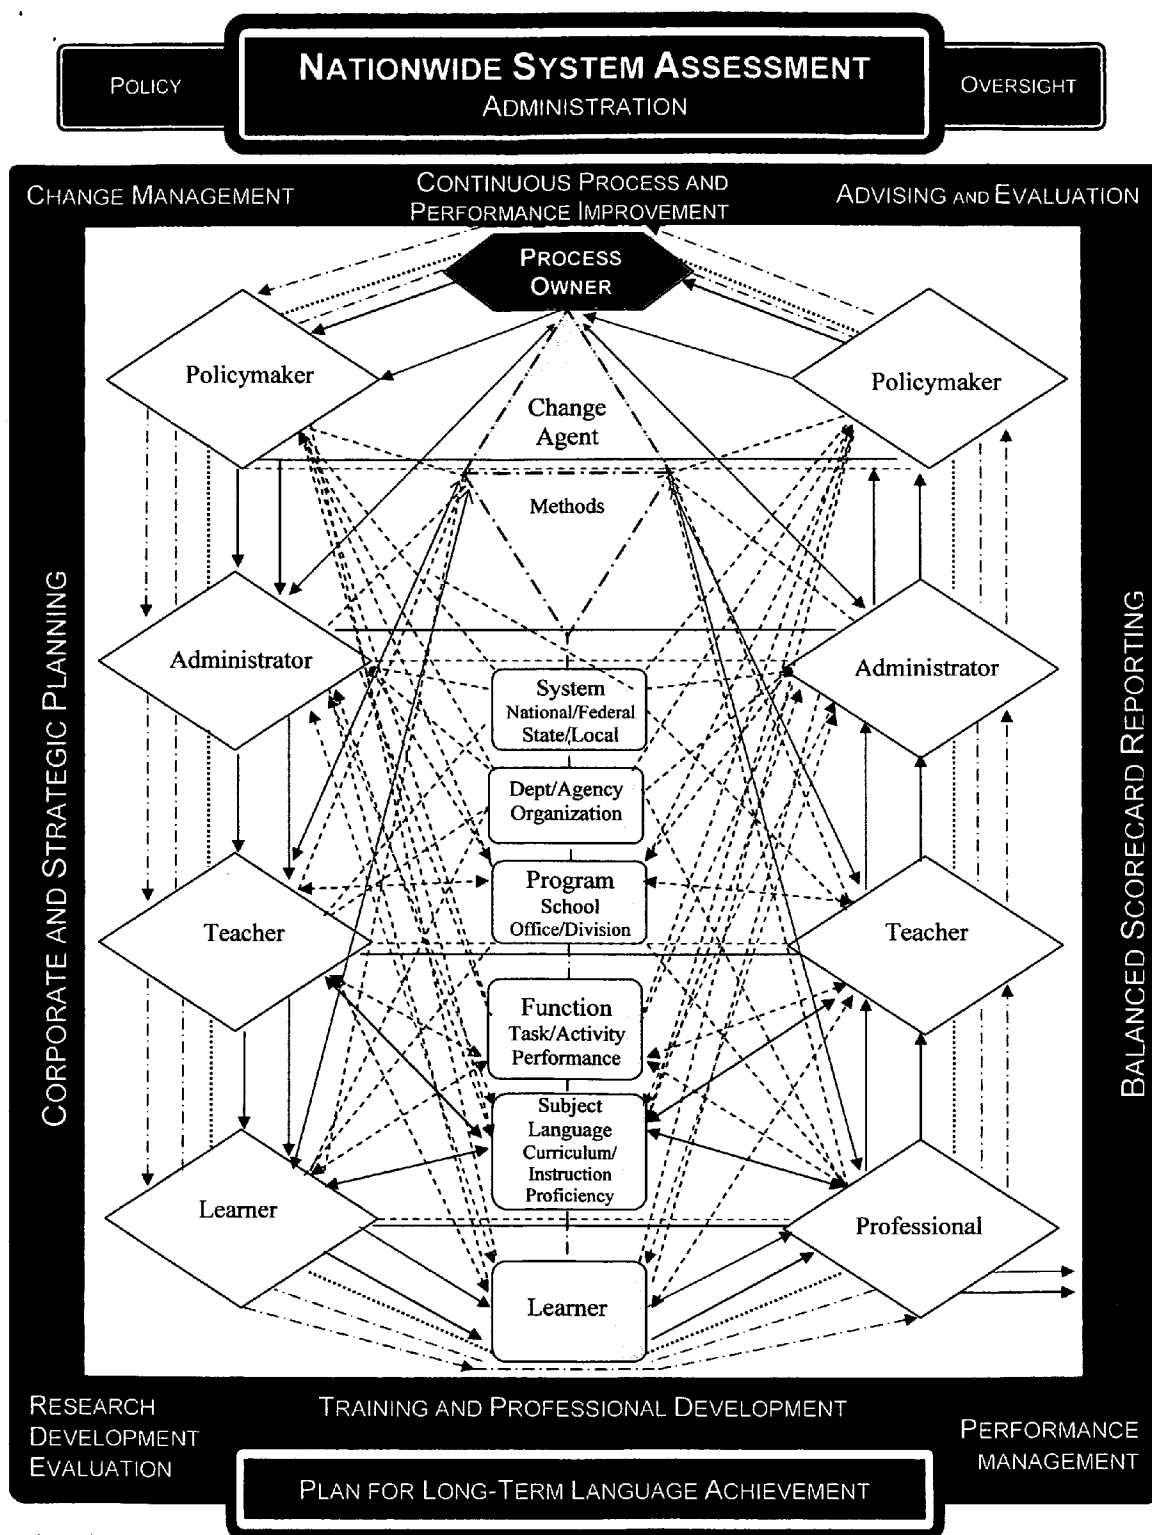 POLICY
NATIONWIDE SYSTEM ASSESSMENT
ADMINISTRATION
OVERSIGHT
CHANGE MANAGEMENT
CONTINUOUS PROCESS AND
PERFORMANCE IMPROVEMENT
ADVISING AND EVALUATION
PROCESS
OWNER
Policymaker
Policymaker
Change
Agent
Methods
CORPORATE AND STRATEGIC PLANNING
BALANCED SCORECARD REPORTING
Administrator
Administrator
System
National/Federal
State/Local
Dept/Agency
Organization
Program
School
Office/Division
Teacher
Teacher
Function
Task/Activity
Performance
Subject
Language
Curriculum/
Instruction
Proficiency
Learner
Professional
Learner
RESEARCH
DEVELOPMENT
EVALUATION
TRAINING AND PROFESSIONAL DEVELOPMENT
PERFORMANCE
MANAGEMENT
PLAN FOR LONG-TERM LANGUAGE ACHIEVEMENT